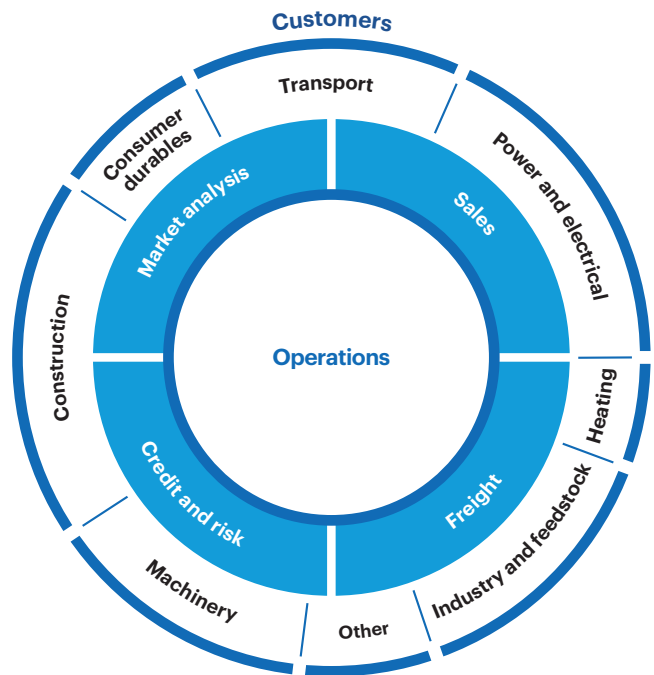 Customers
Transport
Consumer
durables
Power and electrical
Market analysis
Sales
Construction
Operations
Heating
Credit and risk
Freight
Industry and feedstock
Machinery
Other